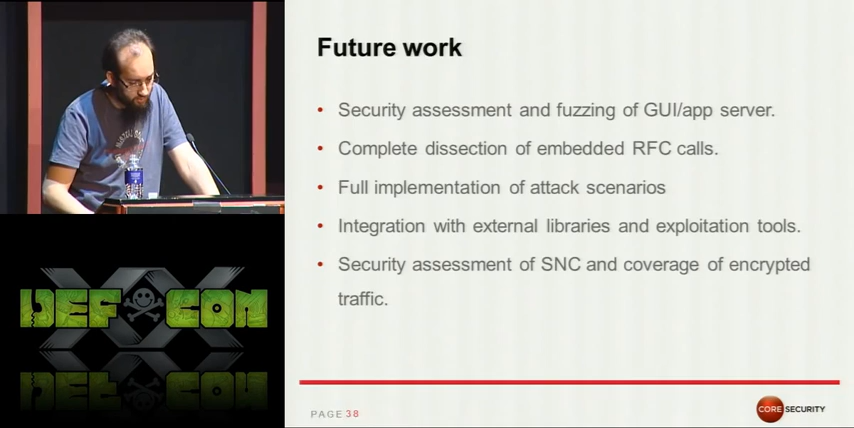 Future work
• Security assessment and fuzzing of GUI/app server.
• Complete dissection of embedded RFC calls.
• Full implementation of attack scenarios
• Integration with external libraries and exploitation tools.
• Security assessment of SNC and coverage of encrypted
traffic.
DEF CON
XX
PAGE 38
CORE SECURITY